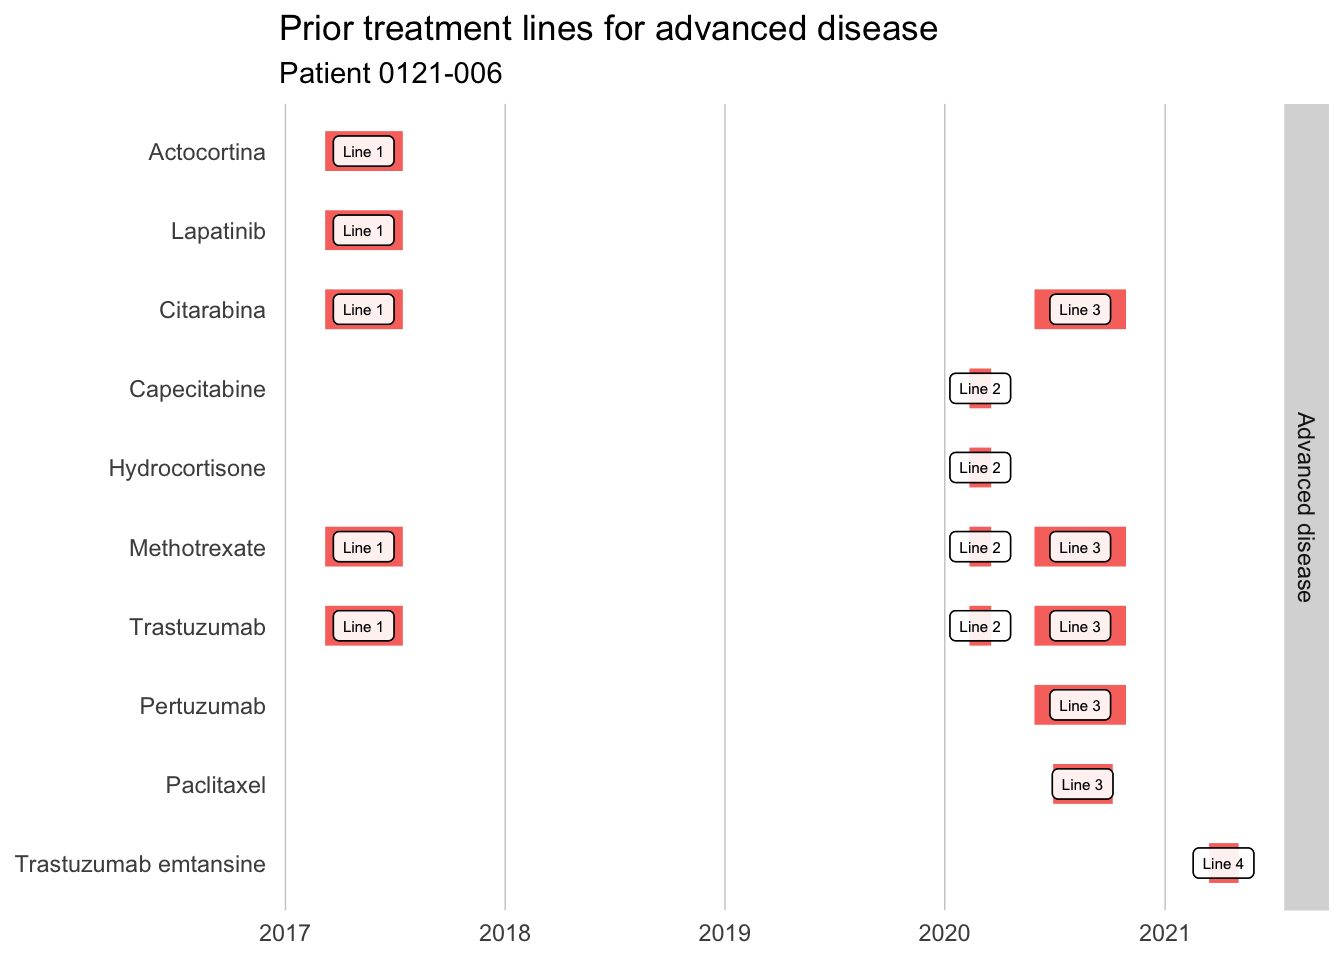 Prior treatment lines for advanced disease
Patient 0121-006
Actocortina
Line 1
Lapatinib
Line 1
Citarabina
Line 1
Line 3
Capecitabine
Line 2
Hydrocortisone
Line 2
Methotrexate
Line 1
Line 2
Line 3
Trastuzumab
Line 1
Line 2
Line 3
Pertuzumab
Line 3
Paclitaxel
Line 3
Trastuzumab emtansine
Line 4
Advanced disease
2017
2018
2019
2020
2021